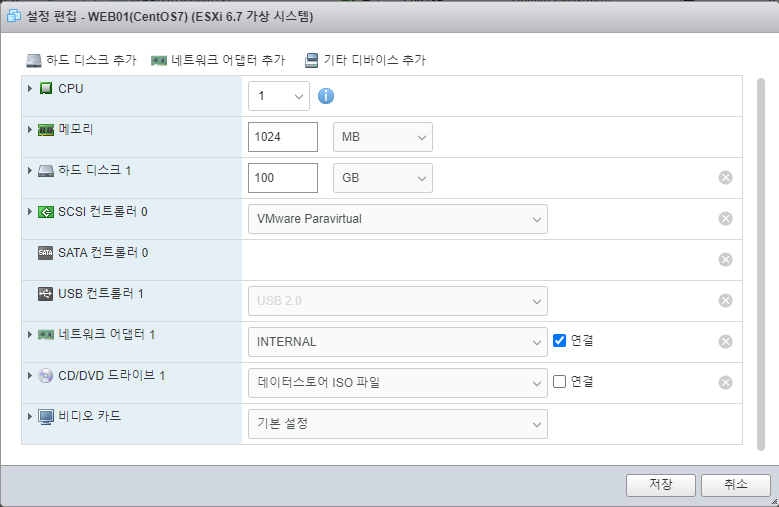 설정 편집 - WEB01(CentOS7) (ESXi 6.7 가상 시스템)
하드 디스크 추가 네트워크 어댑터 추가 기타 디바이스 추가
CPU 1
메모리 1024 MB
하드 디스크 1 100 GB
SCSI 컨트롤러 0 VMware Paravirtual
SATA SATA 컨트롤러 0
USB 컨트롤러 1 USB 2.0
네트워크 어댑터 1 INTERNAL 연결
CD/DVD 드라이브 1 데이터스토어 ISO 파일 연결
비디오 카드 기본 설정
저장 취소